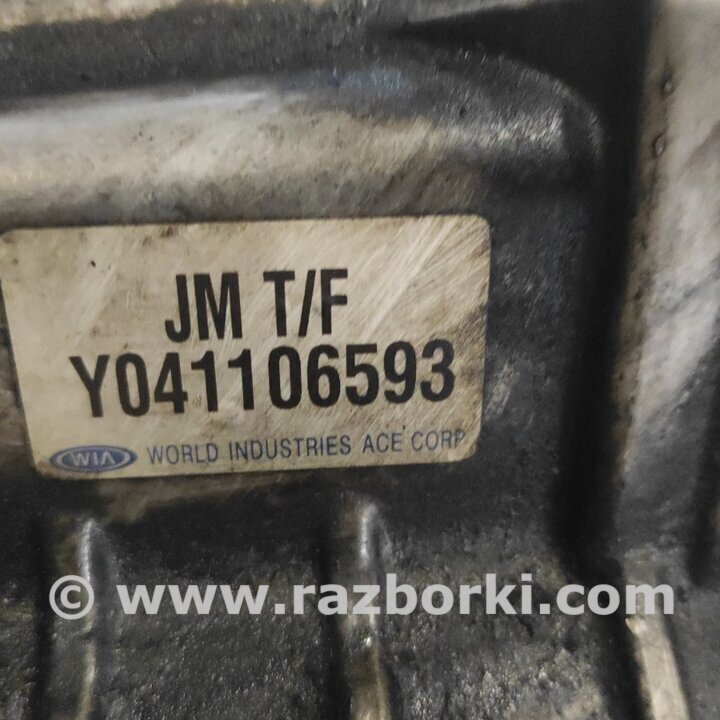 JM T/F
Y041106593
WIA WORLD INDUSTRIES ACE CORP
© www.razborki.com